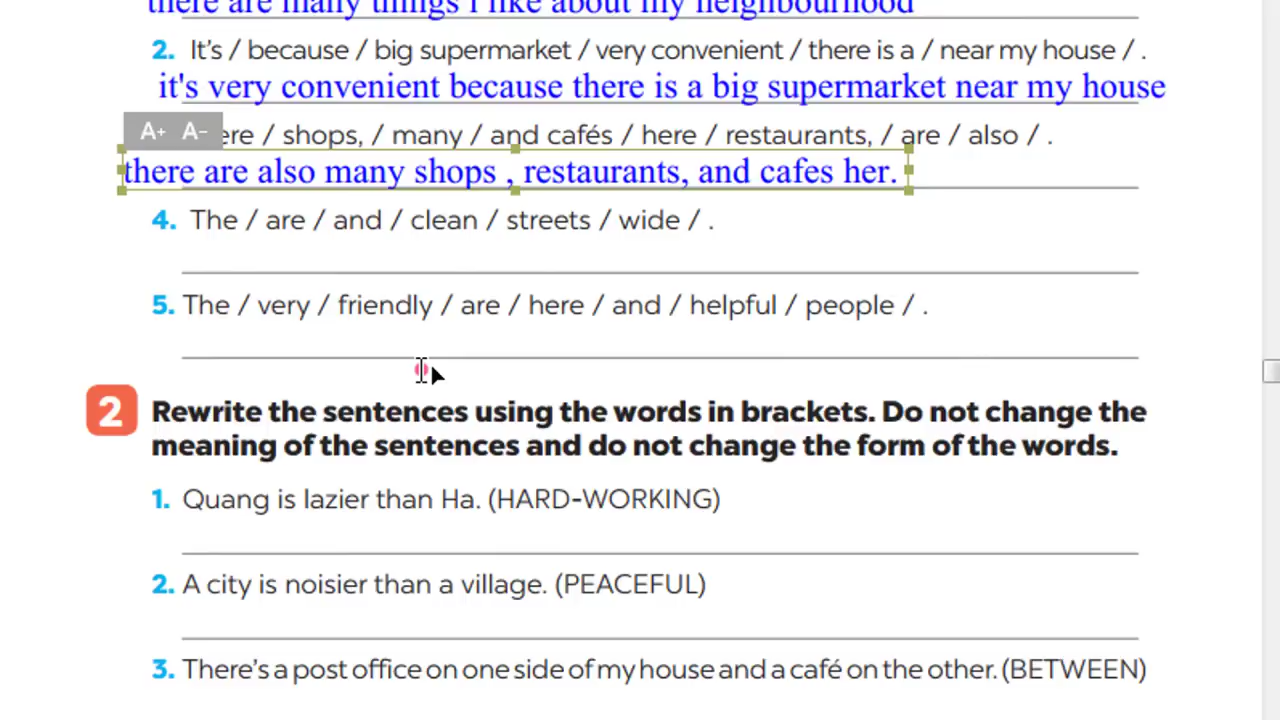 there are many things i like about my neighbourhood
2. It's / because / big supermarket / very convenient / there is a / near my house / .
it's very convenient because there is a big supermarket near my house
A+ A- ere / shops, / many / and cafés / here / restaurants, / are / also / .
there are also many shops , restaurants, and cafes her.
4. The / are / and / clean / streets / wide / .
5. The / very / friendly / are / here / and / helpful / people / .
2 Rewrite the sentences using the words in brackets. Do not change the
meaning of the sentences and do not change the form of the words.
1. Quang is lazier than Ha. (HARD-WORKING)
2. A city is noisier than a village. (PEACEFUL)
3. There's a post office on one side of my house and a café on the other. (BETWEEN)